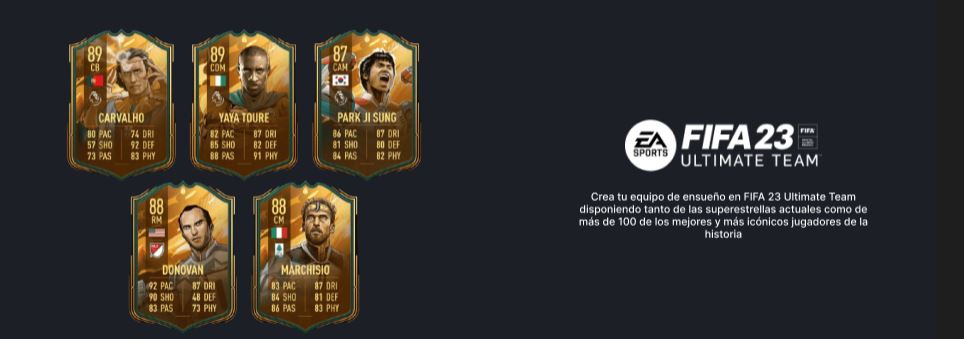 89
CB
CARVALHO
80 PAC 74 DRI
57 SHO 92 DEF
73 PAS 83 PHY
89
CDM
YAYA TOURE
82 PAC 87 DRI
85 SHO 82 DEF
88 PAS 91 PHY
87
CAM
PARK JI SUNG
86 PAC 87 DRI
81 SHO 80 DEF
84 PAS 82 PHY
88
RM
DONOVAN
92 PAC 87 DRI
90 SHO 48 DEF
83 PAS 73 PHY
88
CM
MARCHISIO
83 PAC 87 DRI
84 SHO 81 DEF
86 PAS 83 PHY
EA
SPORTS
FIFA 23
FIFA
ULTIMATE TEAM
Crea tu equipo de ensueño en FIFA 23 Ultimate Team
disponiendo tanto de las superestrellas actuales como de
más de 100 de los mejores y más icónicos jugadores de la
historia